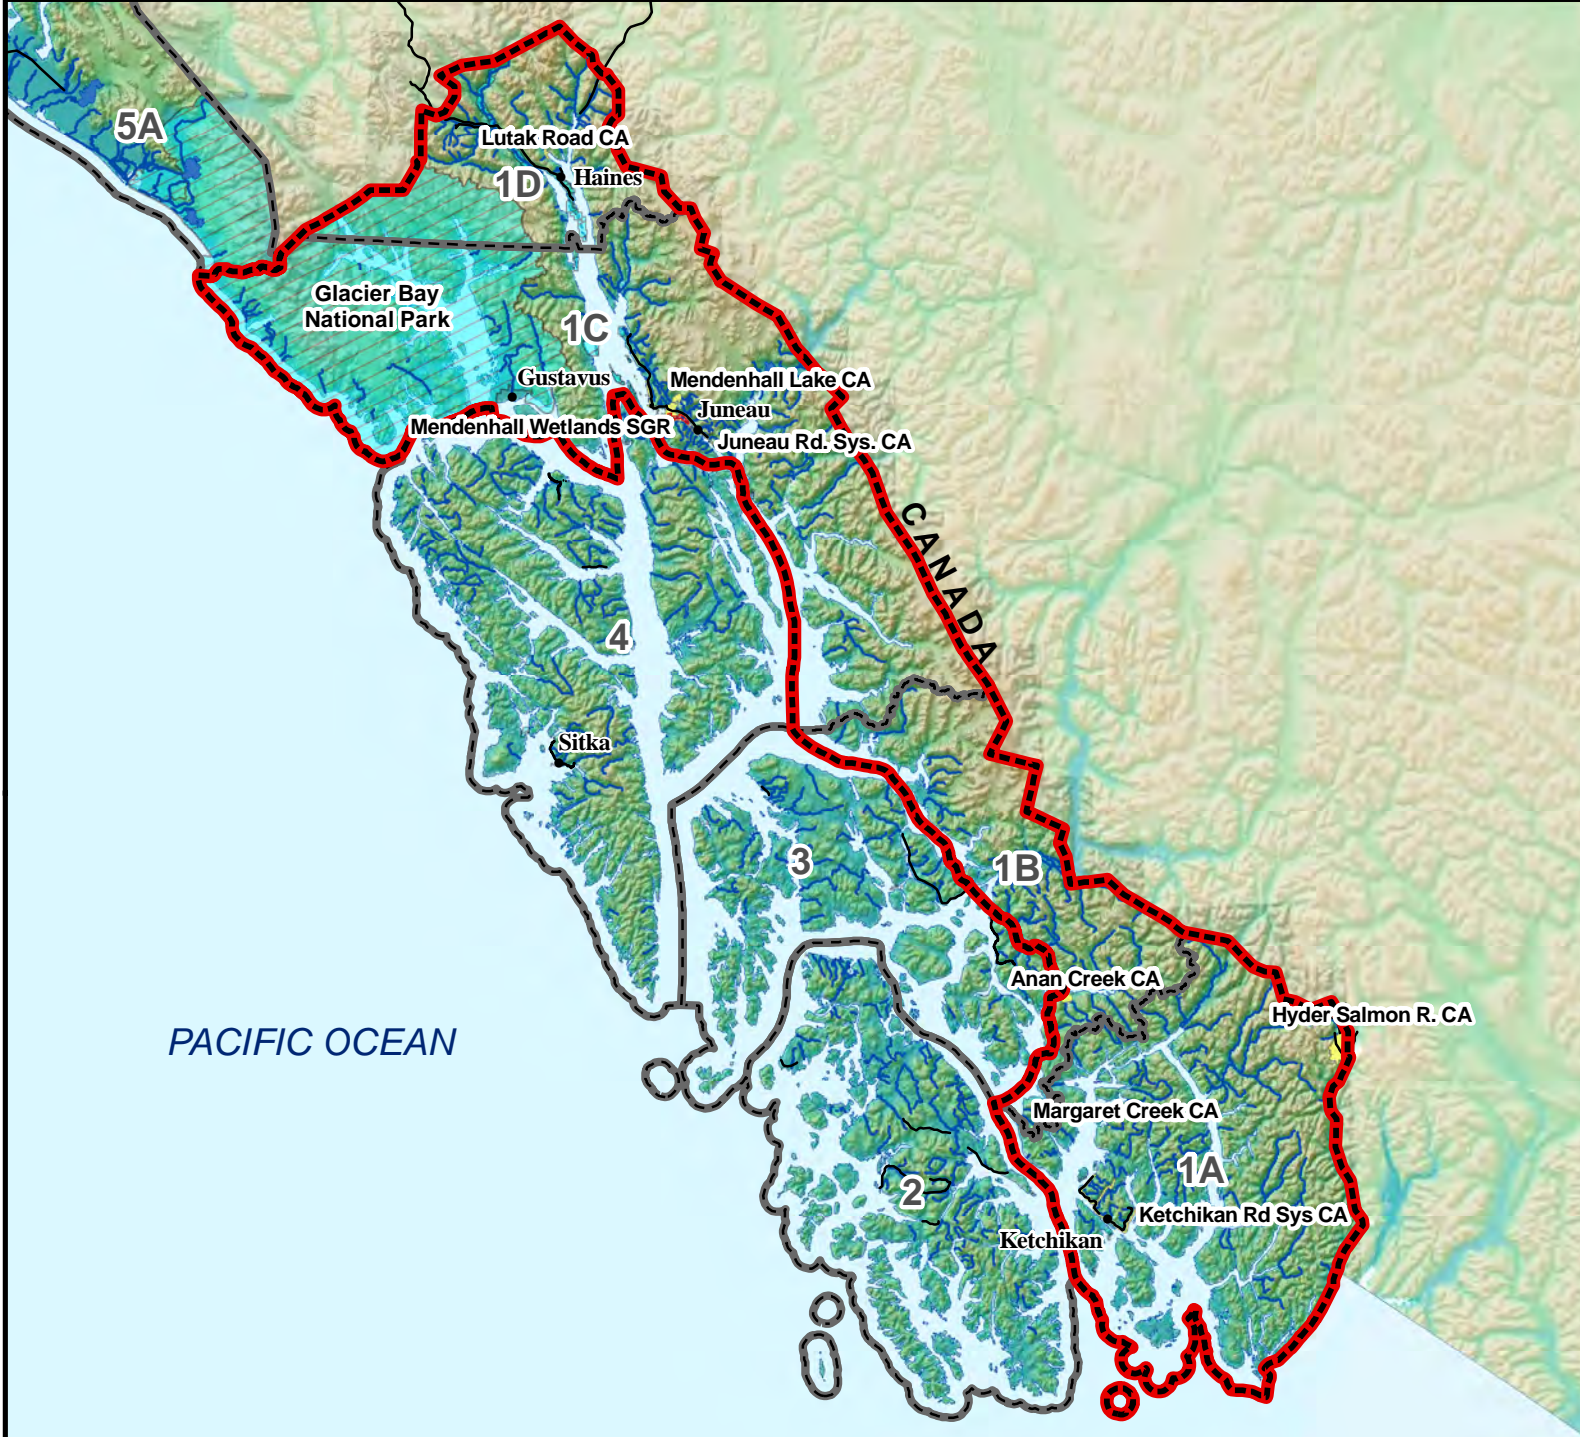 5A
Lutak Road CA
1D
Haines
Glacier Bay
National Park
1C
Gustavus
Mendenhall Lake CA
Juneau
Mendenhall Wetlands SGR
Juneau Rd. Sys. CA
CANADA
4
Sitka
3
1B
Anan Creek CA
Hyder Salmon R. CA
PACIFIC OCEAN
Margaret Creek CA
1A
2
Ketchikan Rd Sys CA
Ketchikan